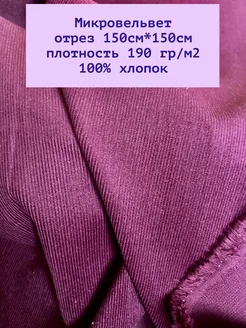 Микровельвет
отрез 150см*150см
плотность 190 гр/м2
100% хлопок